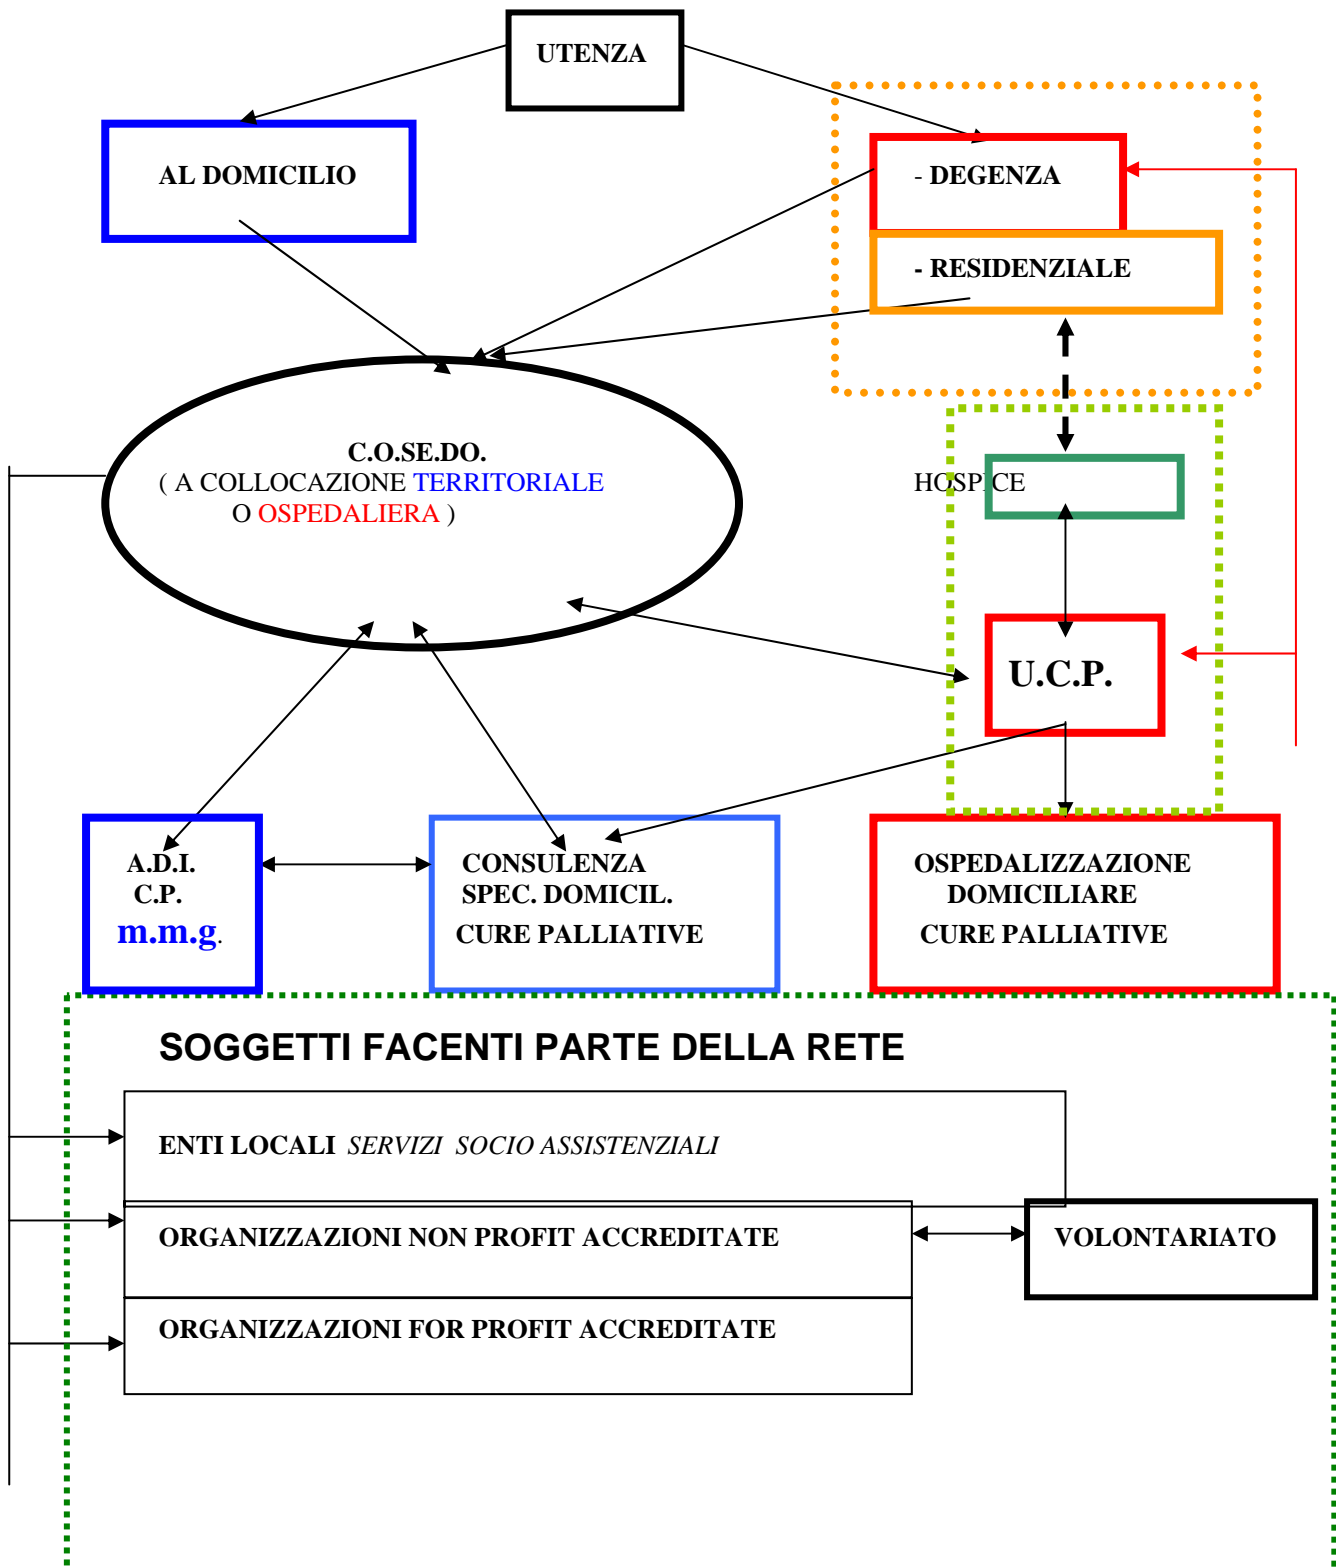 UTENZA
AL DOMICILIO
- DEGENZA
- RESIDENZIALE
C.O.SE.DO.
( A COLLOCAZIONE TERRITORIALE
O OSPEDALIERA )
HOSPICE
U.C.P.
A.D.I.
C.P.
m.m.g.
CONSULENZA
SPEC. DOMICIL.
CURE PALLIATIVE
OSPEDALIZZAZIONE
DOMICILIARE
CURE PALLIATIVE
SOGGETTI FACENTI PARTE DELLA RETE
ENTI LOCALI SERVIZI SOCIO ASSISTENZIALI
ORGANIZZAZIONI NON PROFIT ACCREDITATE
VOLONTARIATO
ORGANIZZAZIONI FOR PROFIT ACCREDITATE